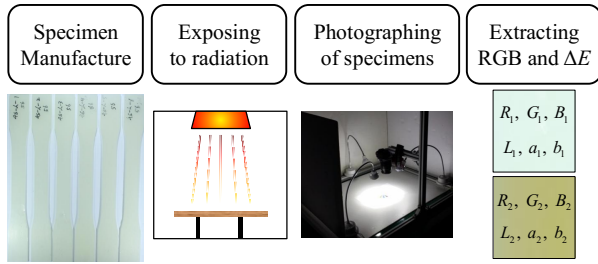 Specimen
Manufacture
Exposing
to radiation
Photographing
of specimens
Extracting
RGB and ΔE
R₁, G₁, B₁
L₁, a₁, b₁
R₂, G₂, B₂
L₂, a₂, b₂